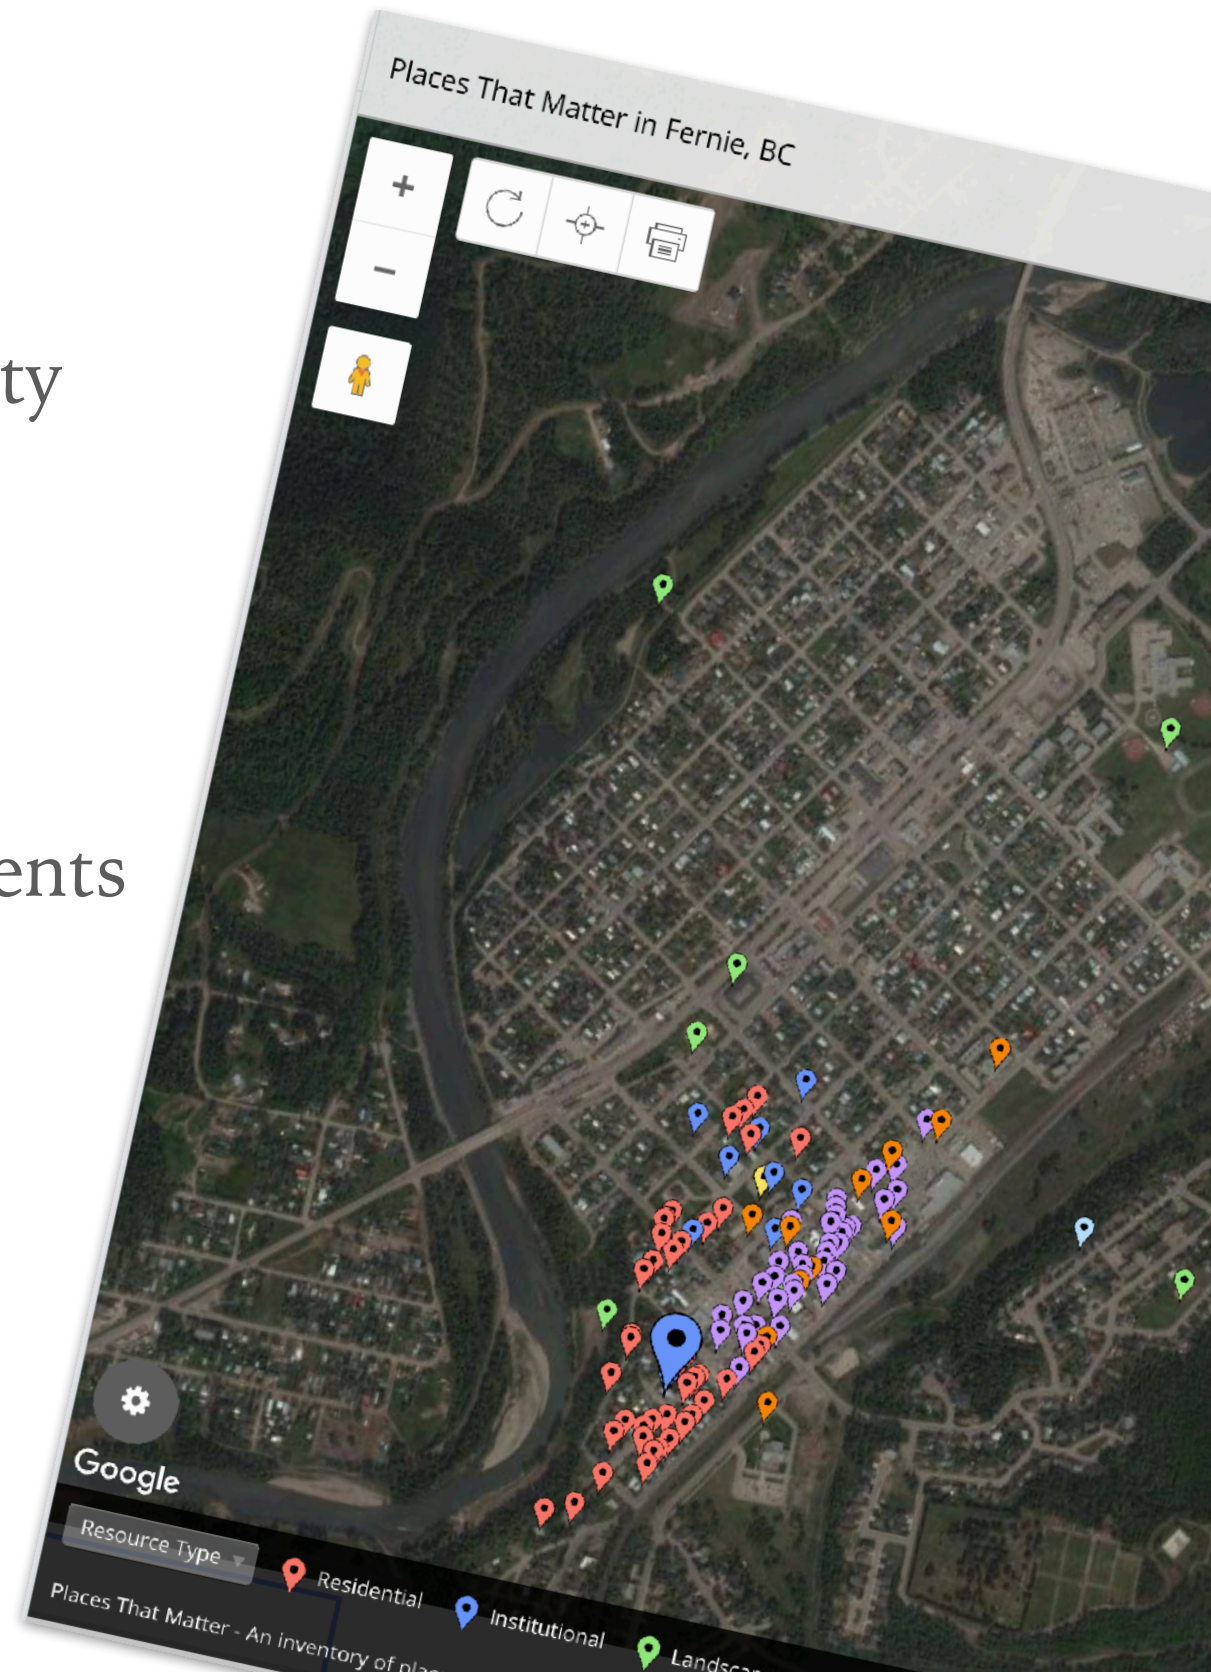 Places That Matter in Fernie, BC
ty
ents
Google
Resource Type
Residential
Institutional
Places That Matter - An inventory of